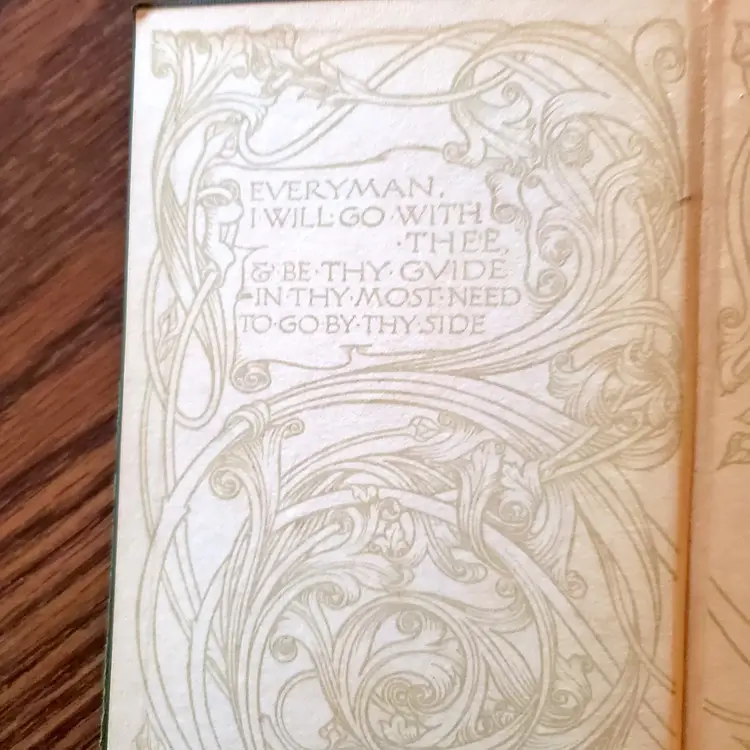 EVERYMAN,
I WILL·GO·WITH
·THEE,
& BE·THY·GVIDE
IN·THY·MOST·NEED
TO·GO·BY·THY·SIDE